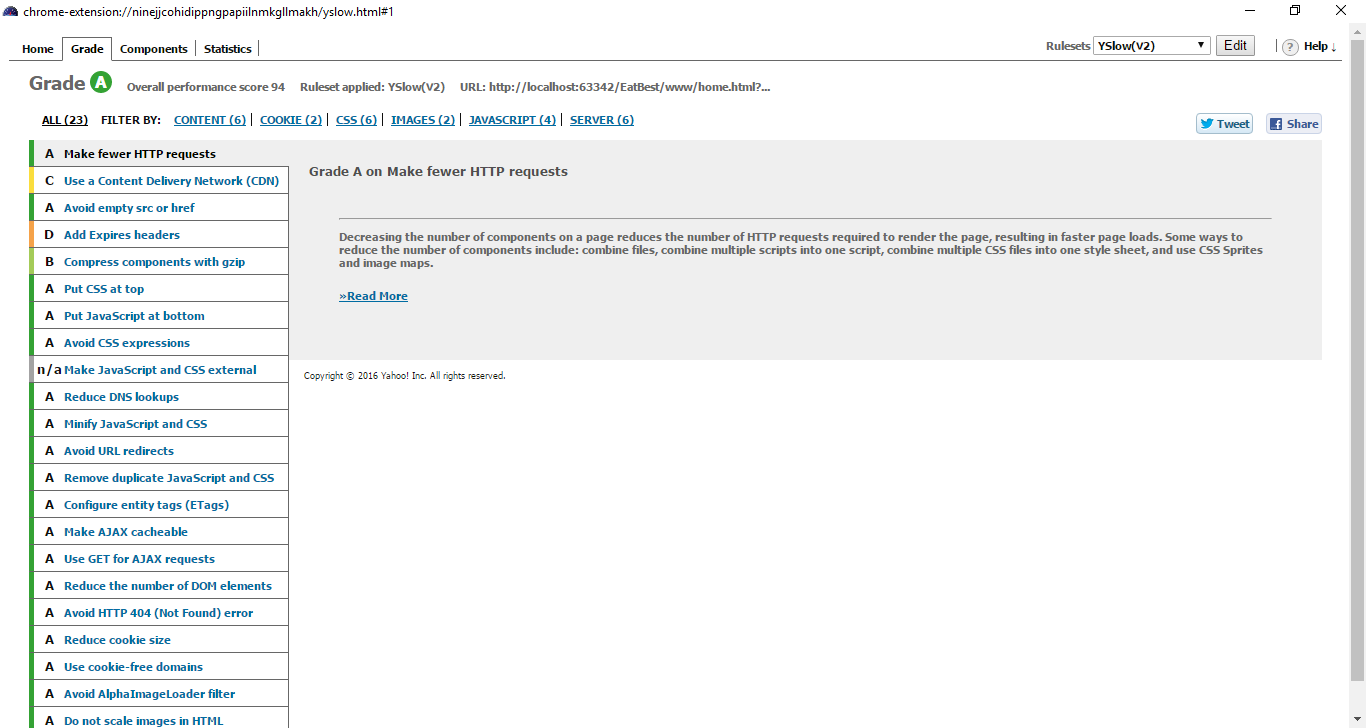 chrome-extension://ninejjcohidippngpapiilnmkgllmakh/yslow.html#1
Home Grade Components Statistics Rulesets YSlow(V2) Edit ? Help ↓
Grade A Overall performance score 94 Ruleset applied: YSlow(V2) URL: http://localhost:63342/EatBest/www/home.html?...
ALL (23) FILTER BY: CONTENT (6) COOKIE (2) CSS (6) IMAGES (2) JAVASCRIPT (4) SERVER (6) Tweet Share
A Make fewer HTTP requests
C Use a Content Delivery Network (CDN)
A Avoid empty src or href
D Add Expires headers
B Compress components with gzip
A Put CSS at top
A Put JavaScript at bottom
A Avoid CSS expressions
n/a Make JavaScript and CSS external
A Reduce DNS lookups
A Minify JavaScript and CSS
A Avoid URL redirects
A Remove duplicate JavaScript and CSS
A Configure entity tags (ETags)
A Make AJAX cacheable
A Use GET for AJAX requests
A Reduce the number of DOM elements
A Avoid HTTP 404 (Not Found) error
A Reduce cookie size
A Use cookie-free domains
A Avoid AlphaImageLoader filter
A Do not scale images in HTML
Grade A on Make fewer HTTP requests
Decreasing the number of components on a page reduces the number of HTTP requests required to render the page, resulting in faster page loads. Some ways to
reduce the number of components include: combine files, combine multiple scripts into one script, combine multiple CSS files into one style sheet, and use CSS Sprites
and image maps.
»Read More
Copyright © 2016 Yahoo! Inc. All rights reserved.